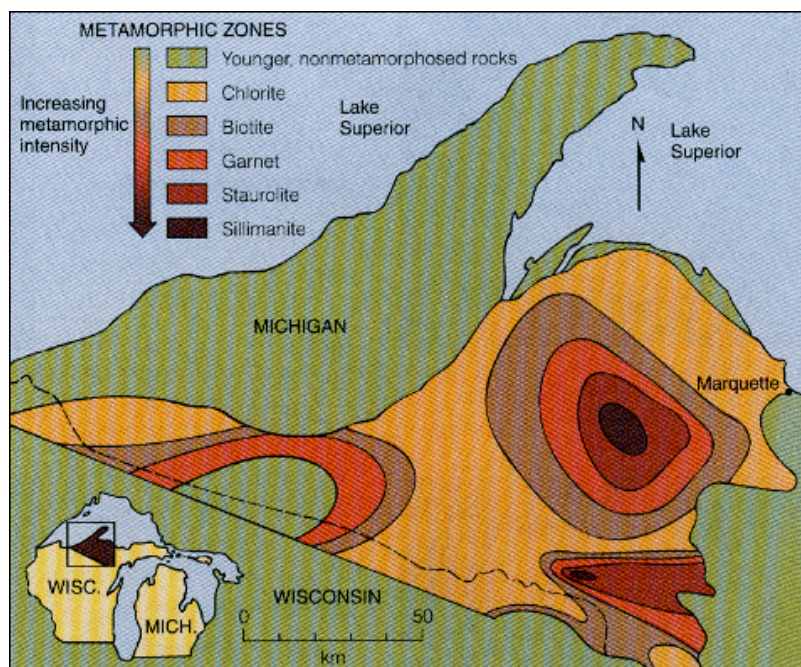 METAMORPHIC ZONES
Increasing
metamorphic
intensity
Younger, nonmetamorphosed rocks
Chlorite
Biotite
Garnet
Staurolite
Sillimanite
Lake
Superior
N
Lake
Superior
MICHIGAN
Marquette
WISC.
MICH.
WISCONSIN
0 50
km